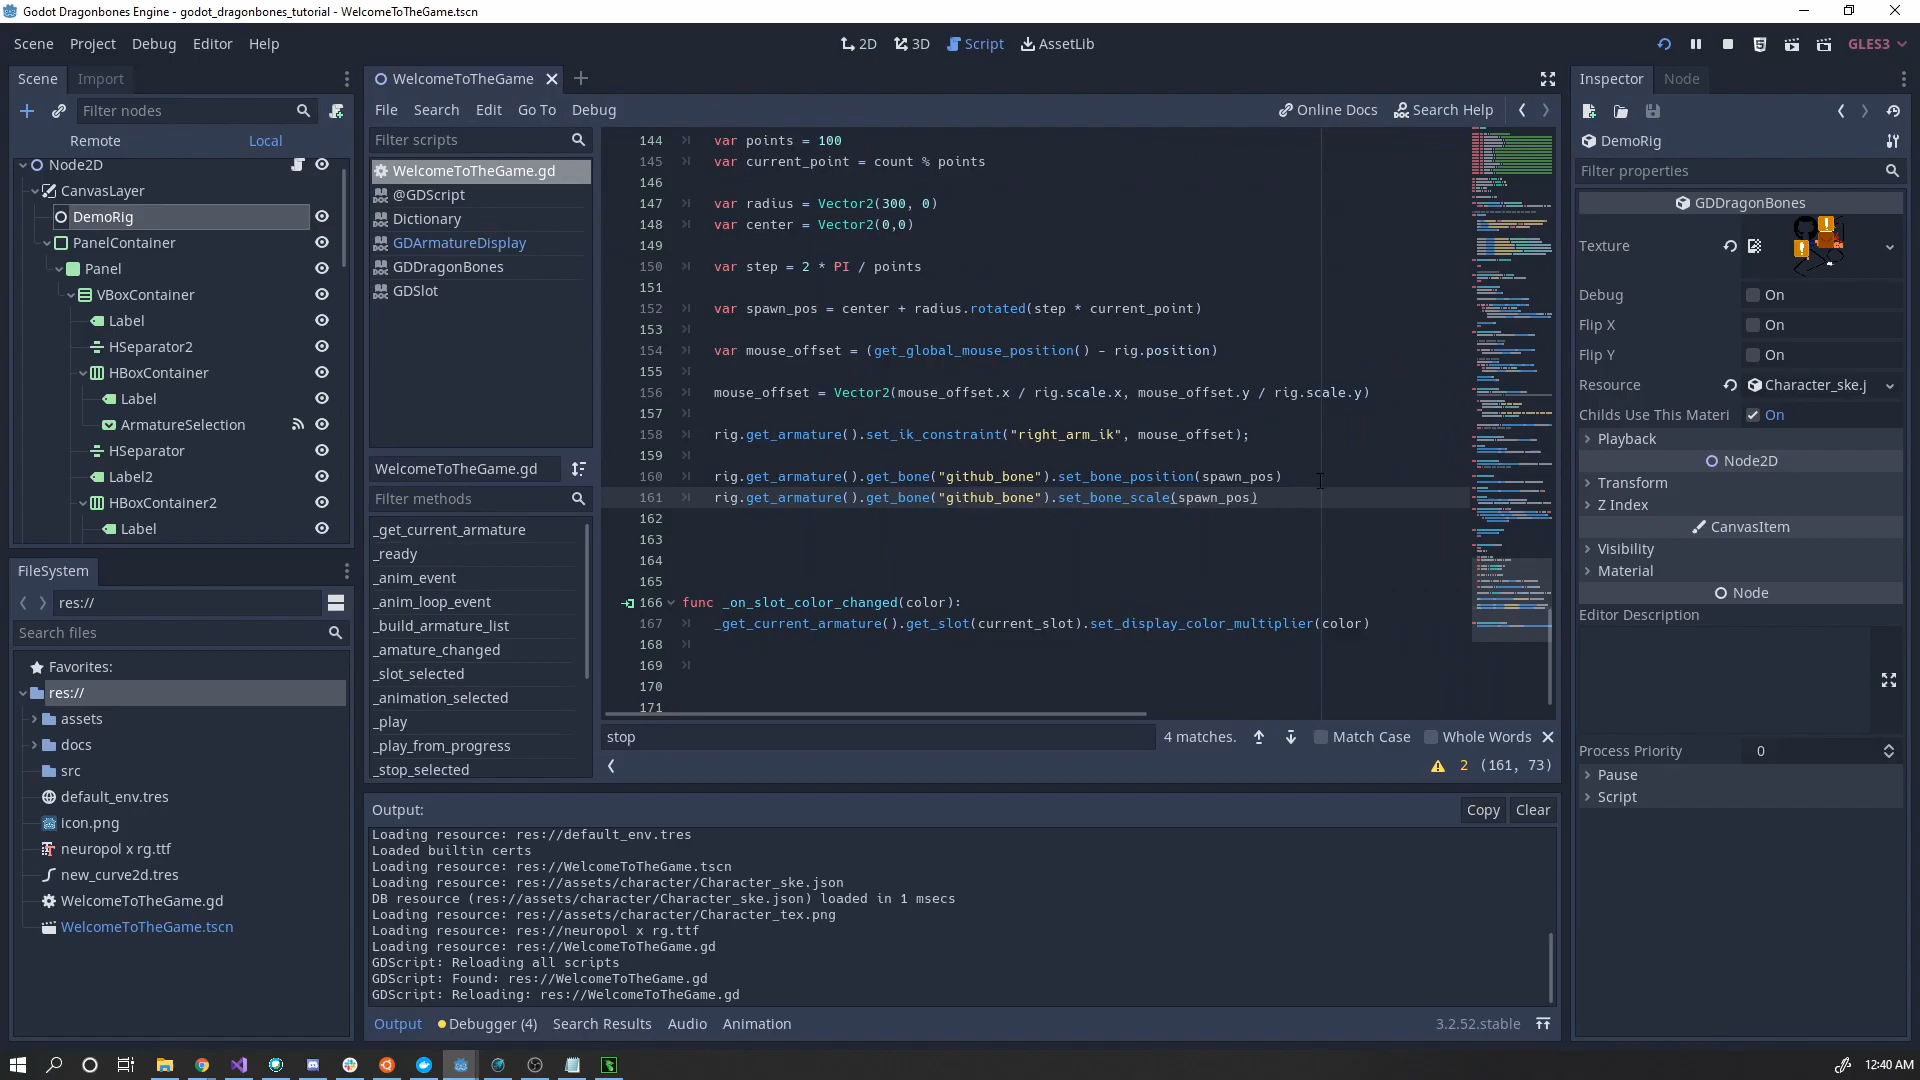 Godot Dragonbones Engine - godot_dragonbones_tutorial - WelcomeToTheGame.tscn
Scene Project Debug Editor Help
2D 3D Script AssetLib
GLES3
Scene Import
Filter nodes
Remote Local
Node2D
CanvasLayer
DemoRig
PanelContainer
Panel
VBoxContainer
Label
HSeparator2
HBoxContainer
Label
ArmatureSelection
HSeparator
Label2
HBoxContainer2
Label
FileSystem
res://
Search files
Favorites:
res://
assets
docs
src
default_env.tres
icon.png
neuropol x rg.ttf
new_curve2d.tres
WelcomeToTheGame.gd
WelcomeToTheGame.tscn
WelcomeToTheGame
File Search Edit Go To Debug
Online Docs Search Help
Filter scripts
WelcomeToTheGame.gd
@GDScript
Dictionary
GDArmatureDisplay
GDDragonBones
GDSlot
WelcomeToTheGame.gd
Filter methods
_get_current_armature
_ready
_anim_event
_anim_loop_event
_build_armature_list
_amature_changed
_slot_selected
_animation_selected
_play
_play_from_progress
_stop_selected
144 var points = 100
145 var current_point = count % points
146
147 var radius = Vector2(300, 0)
148 var center = Vector2(0,0)
149
150 var step = 2 * PI / points
151
152 var spawn_pos = center + radius.rotated(step * current_point)
153
154 var mouse_offset = (get_global_mouse_position() - rig.position)
155
156 mouse_offset = Vector2(mouse_offset.x / rig.scale.x, mouse_offset.y / rig.scale.y)
157
158 rig.get_armature().set_ik_constraint("right_arm_ik", mouse_offset);
159
160 rig.get_armature().get_bone("github_bone").set_bone_position(spawn_pos)
161 rig.get_armature().get_bone("github_bone").set_bone_scale(spawn_pos)
162
163
164
165
166 func _on_slot_color_changed(color):
167 _get_current_armature().get_slot(current_slot).set_display_color_multiplier(color)
168
169
170
171
stop
4 matches. Match Case Whole Words
2 (161, 73)
Output:
Copy Clear
Loading resource: res://default_env.tres
Loaded builtin certs
Loading resource: res://WelcomeToTheGame.tscn
Loading resource: res://assets/character/Character_ske.json
DB resource (res://assets/character/Character_ske.json) loaded in 1 msecs
Loading resource: res://assets/character/Character_tex.png
Loading resource: res://neuropol x rg.ttf
Loading resource: res://WelcomeToTheGame.gd
GDScript: Reloading all scripts
GDScript: Found: res://WelcomeToTheGame.gd
GDScript: Reloading: res://WelcomeToTheGame.gd
Output Debugger (4) Search Results Audio Animation
3.2.52.stable
Inspector Node
DemoRig
Filter properties
GDDragonBones
Texture
Debug On
Flip X On
Flip Y On
Resource Character_ske.j
Childs Use This Materi On
Playback
Node2D
Transform
Z Index
CanvasItem
Visibility
Material
Node
Editor Description
Process Priority 0
Pause
Script
12:40 AM